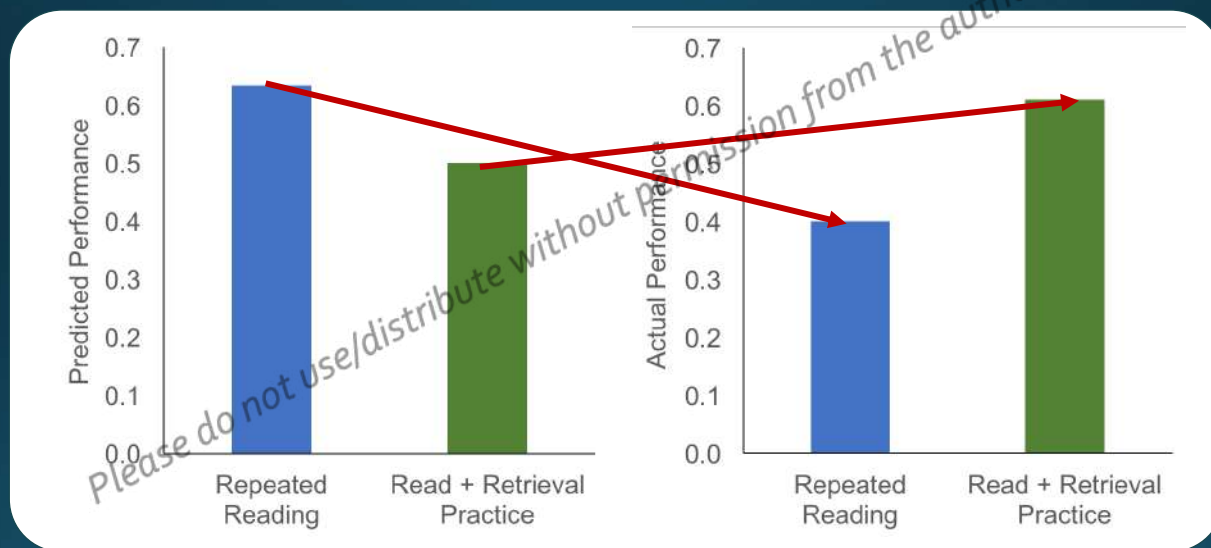 Predicted Performance
0.7
0.6
0.5
0.4
0.3
0.2
0.1
0.0
Repeated
Reading
Read + Retrieval
Practice
Actual Performance
0.7
0.6
0.5
0.4
0.3
0.2
0.1
0.0
Repeated
Reading
Read + Retrieval
Practice
Please do not use/distribute without permission from the